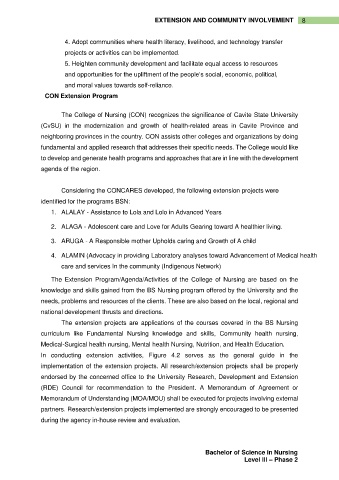 EXTENSION AND COMMUNITY INVOLVEMENT 8
4. Adopt communities where health literacy, livelihood, and technology transfer
projects or activities can be implemented.
5. Heighten community development and facilitate equal access to resources
and opportunities for the upliftment of the people's social, economic, political,
and moral values towards self-reliance.
CON Extension Program
The College of Nursing (CON) recognizes the significance of Cavite State University
(CvSU) in the modernization and growth of health-related areas in Cavite Province and
neighboring provinces in the country. CON assists other colleges and organizations by doing
fundamental and applied research that addresses their specific needs. The College would like
to develop and generate health programs and approaches that are in line with the development
agenda of the region.
Considering the CONCARES developed, the following extension projects were
identified for the programs BSN:
1. ALALAY - Assistance to Lola and Lolo in Advanced Years
2. ALAGA - Adolescent care and Love for Adults Gearing toward A healthier living.
3. ARUGA - A Responsible mother Upholds caring and Growth of A child
4. ALAMIN (Advocacy in providing Laboratory analyses toward Advancement of Medical health
care and services In the community (Indigenous Network)
The Extension Program/Agenda/Activities of the College of Nursing are based on the
knowledge and skills gained from the BS Nursing program offered by the University and the
needs, problems and resources of the clients. These are also based on the local, regional and
national development thrusts and directions.
The extension projects are applications of the courses covered in the BS Nursing
curriculum like Fundamental Nursing knowledge and skills, Community health nursing,
Medical-Surgical health nursing, Mental health Nursing, Nutrition, and Health Education.
In conducting extension activities, Figure 4.2 serves as the general guide in the
implementation of the extension projects. All research/extension projects shall be properly
endorsed by the concerned office to the University Research, Development and Extension
(RDE) Council for recommendation to the President. A Memorandum of Agreement or
Memorandum of Understanding (MOA/MOU) shall be executed for projects involving external
partners. Research/extension projects implemented are strongly encouraged to be presented
during the agency in-house review and evaluation.
Bachelor of Science in Nursing
Level III – Phase 2